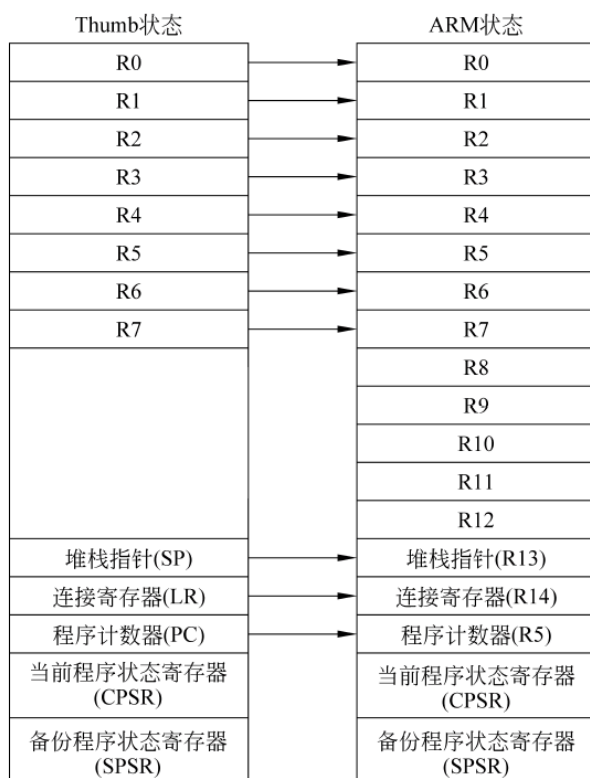 Thumb状态
ARM状态
R0
R0
R1
R1
R2
R2
R3
R3
R4
R4
R5
R5
R6
R6
R7
R7
R8
R9
R10
R11
R12
堆栈指针(SP)
堆栈指针(R13)
连接寄存器(LR)
连接寄存器(R14)
程序计数器(PC)
程序计数器(R5)
当前程序状态寄存器
(CPSR)
当前程序状态寄存器
(CPSR)
备份程序状态寄存器
(SPSR)
备份程序状态寄存器
(SPSR)